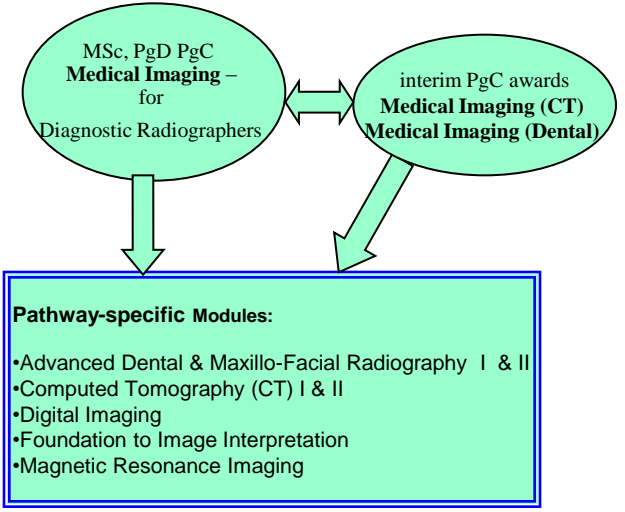 MSc, PgD PgC
Medical Imaging –
for
Diagnostic Radiographers
interim PgC awards
Medical Imaging (CT)
Medical Imaging (Dental)
Pathway-specific Modules:
•Advanced Dental & Maxillo-Facial Radiography I & II
•Computed Tomography (CT) I & II
•Digital Imaging
•Foundation to Image Interpretation
•Magnetic Resonance Imaging